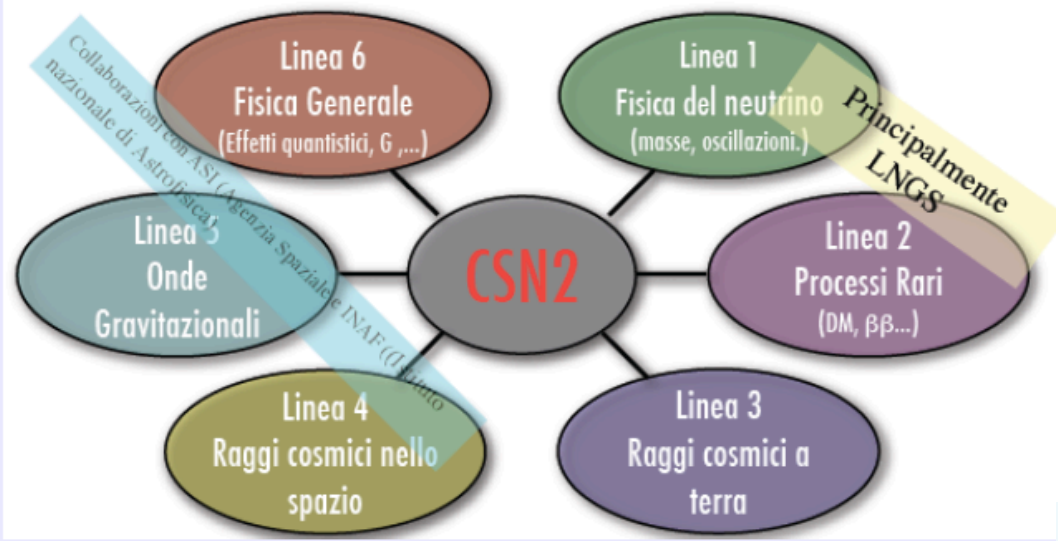 Linea 6
Fisica Generale
(Effetti quantistici, G ,...)
Linea 1
Fisica del neutrino
(masse, oscillazioni.)
Principalmente
LNGS
Collaborazioni con ASI (Agenzia Spaziale e INAF ((Istituto
nazionale di Astrofisica)
Linea 5
Onde
Gravitazionali
CSN2
Linea 2
Processi Rari
(DM, ββ...)
Linea 4
Raggi cosmici nello
spazio
Linea 3
Raggi cosmici a
terra